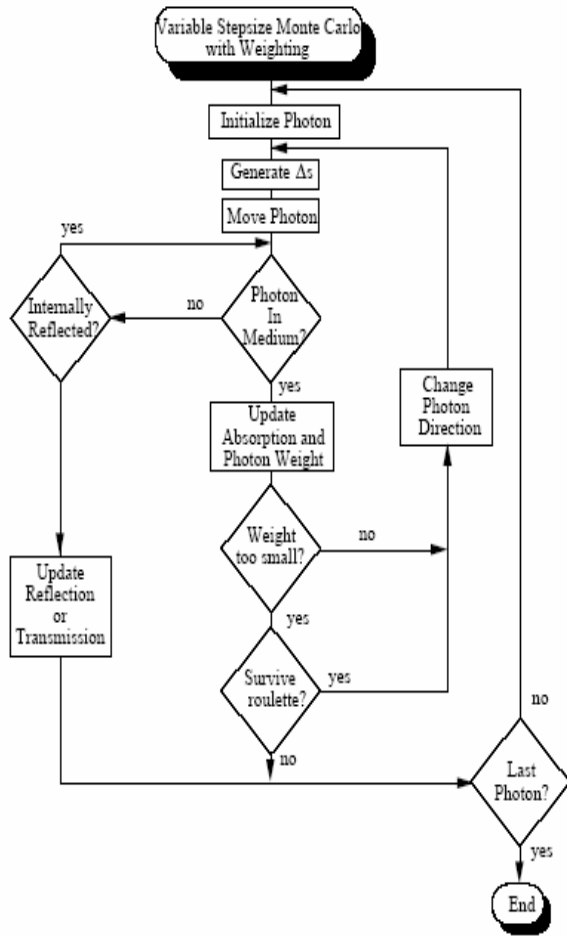 Variable Stepsize Monte Carlo
with Weighting
Initialize Photon
Generate Δs
Move Photon
yes
Internally
Reflected?
no
Photon
In
Medium?
yes
Change
Photon
Direction
Update
Absorption and
Photon Weight
Weight
too small?
no
yes
Update
Reflection
or
Transmission
Survive
roulette?
yes
no
no
Last
Photon?
yes
End